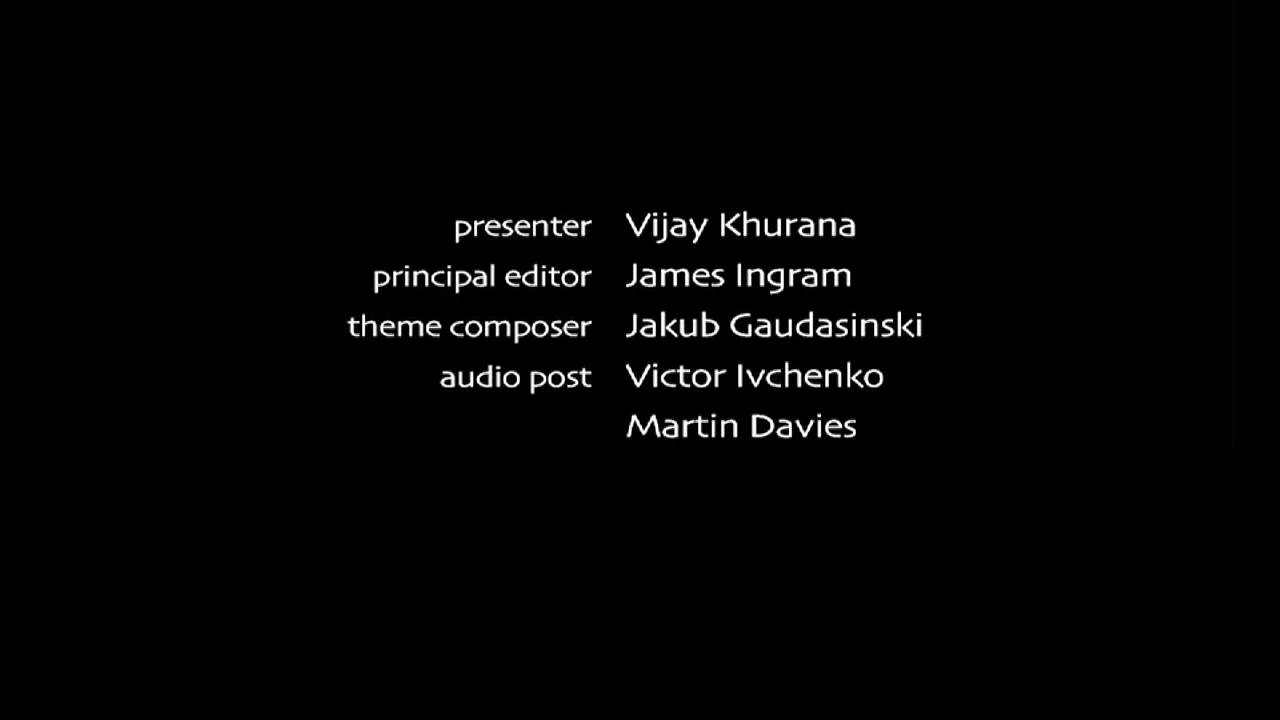 presenter Vijay Khurana
principal editor James Ingram
theme composer Jakub Gaudasinski
audio post Victor Ivchenko
Martin Davies